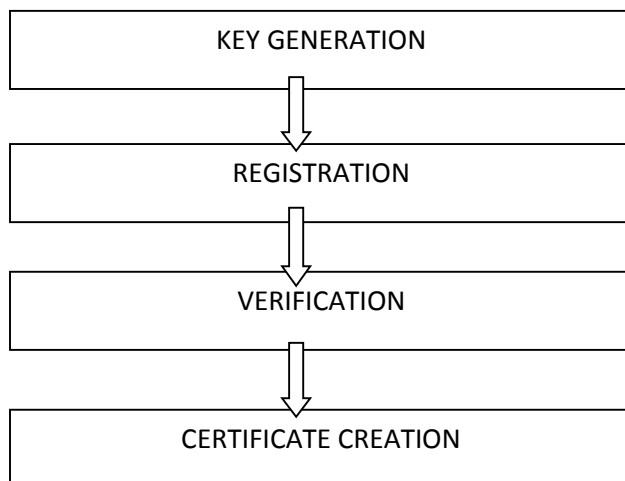 KEY GENERATION
REGISTRATION
VERIFICATION
CERTIFICATE CREATION